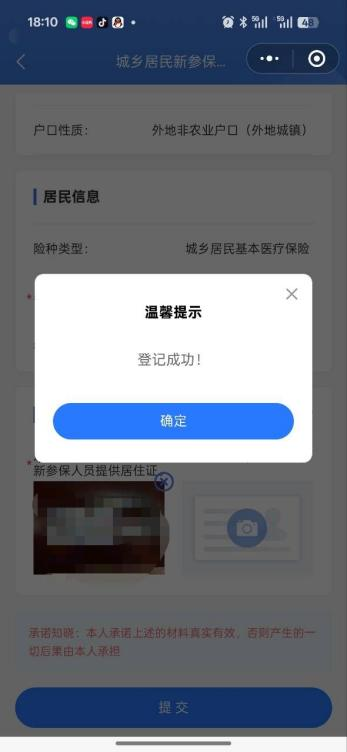 18:10
48
城乡居民新参保...
户口性质：
外地非农业户口（外地城镇）
居民信息
险种类型：
城乡居民基本医疗保险
温馨提示
登记成功！
确定
新参保人员提供居住证
承诺知晓：本人承诺上述的材料真实有效，否则产生的一
切后果由本人承担
提交